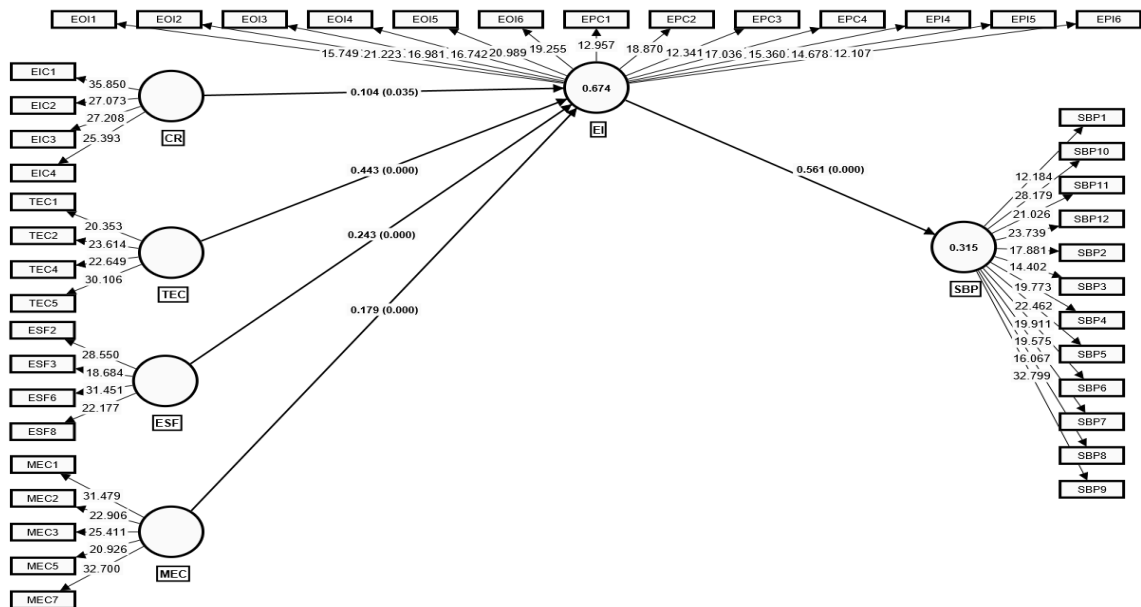 EOI1 EOI2 EOI3 EOI4 EOI5 EOI6 EPC1 EPC2 EPC3 EPC4 EPI4 EPI5 EPI6
15.749 21.223 16.981 16.742 20.989 19.255 12.957 18.870 12.341 17.036 15.360 14.678 12.107
EIC1
35.850
EIC2
27.073
EIC3
27.208
EIC4
25.393
CR
0.104 (0.035)
0.674
EI
TEC1
20.353
TEC2
23.614
TEC4
22.649
TEC5
30.106
TEC
0.443 (0.000)
ESF2
28.550
ESF3
18.684
ESF6
31.451
ESF8
22.177
ESF
0.243 (0.000)
MEC1
31.479
MEC2
22.906
MEC3
25.411
MEC5
20.926
MEC7
32.700
MEC
0.179 (0.000)
0.561 (0.000)
0.315
SBP
SBP1
12.184
SBP10
28.179
SBP11
21.026
SBP12
23.739
SBP2
17.881
SBP3
14.402
SBP4
19.773
SBP5
22.462
SBP6
19.911
SBP7
19.575
SBP8
16.067
SBP9
32.799